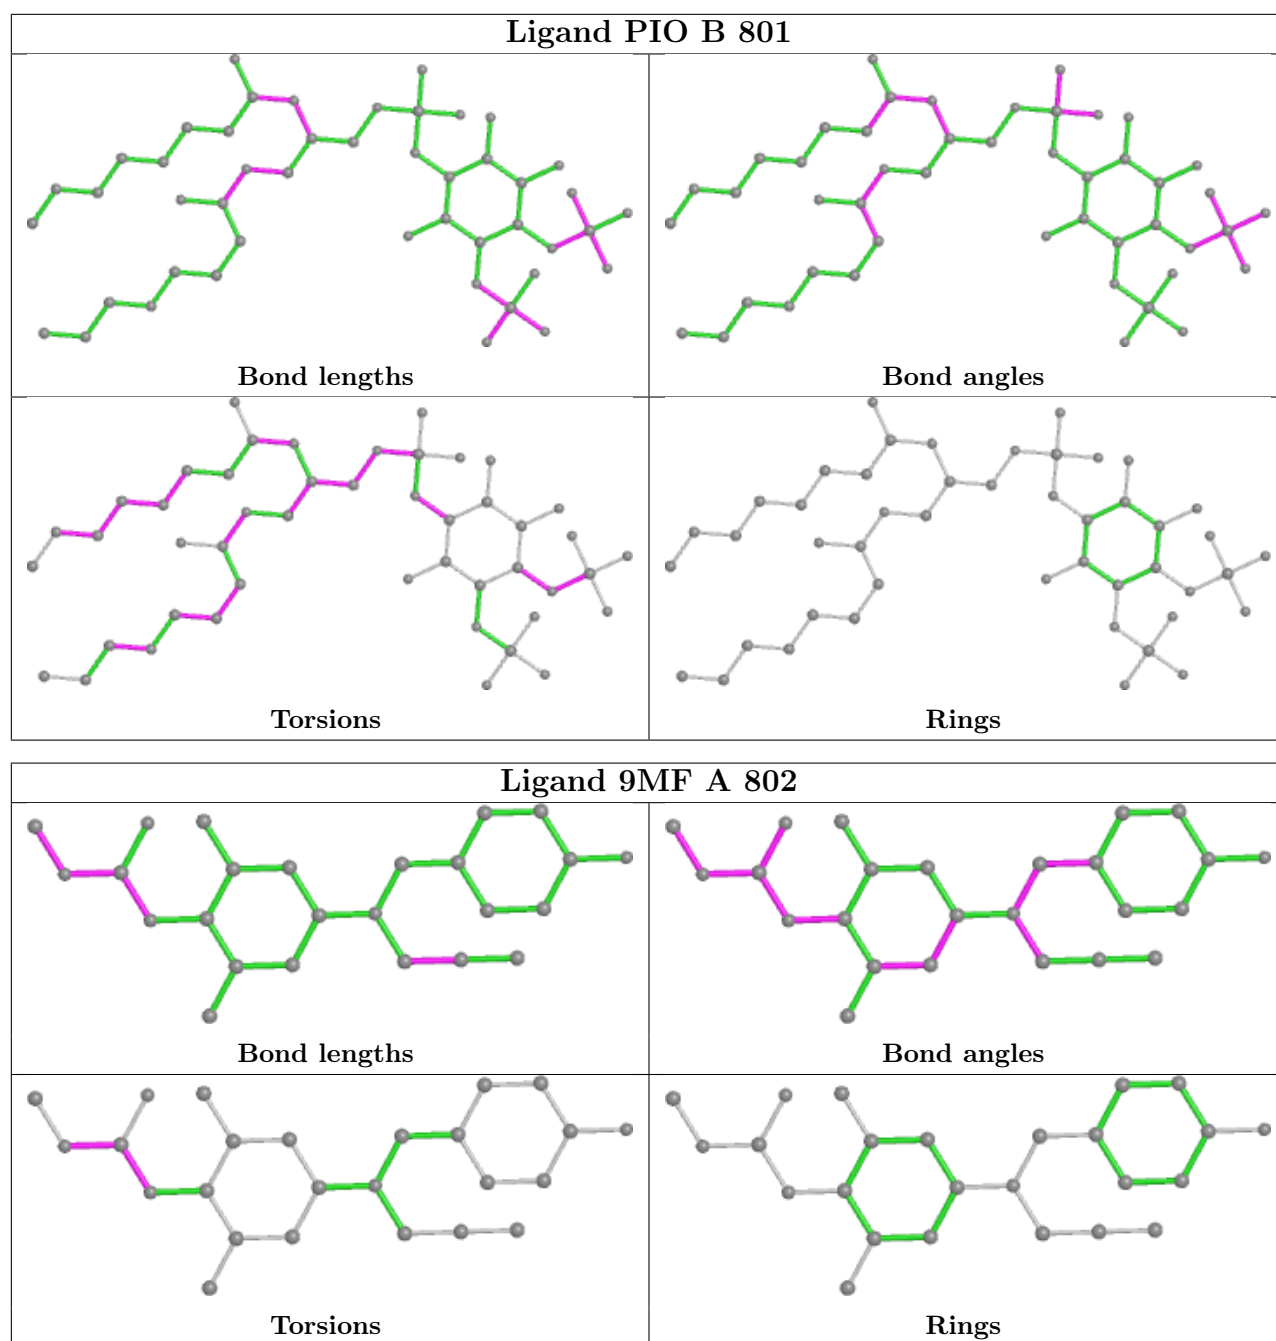 Ligand PIO B 801
Bond lengths
Bond angles
Torsions
Rings
Ligand 9MF A 802
Bond lengths
Bond angles
Torsions
Rings